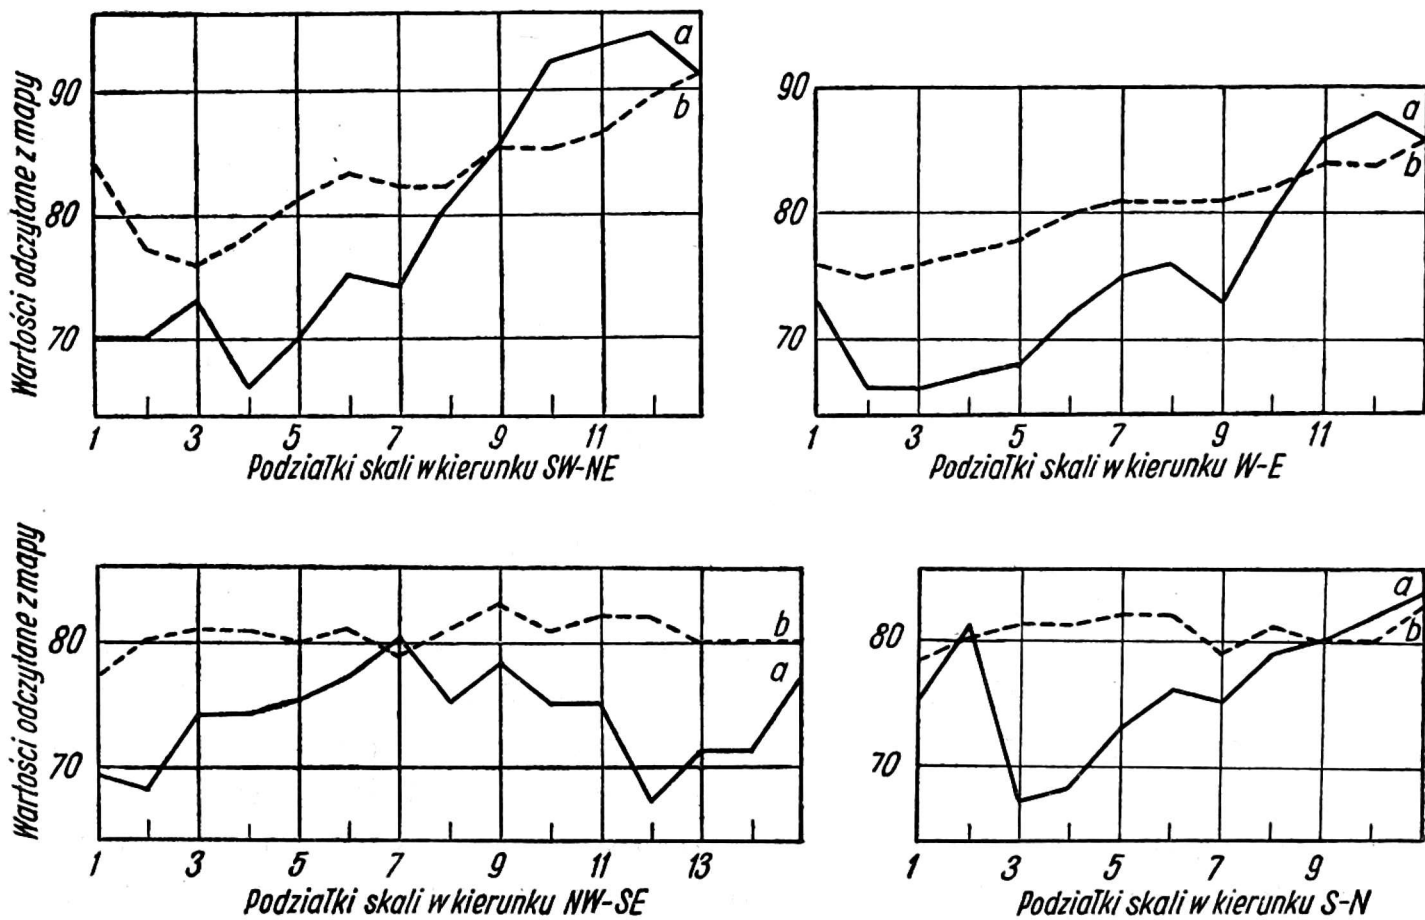 Wartości odczytane z mapy
90
80
70
a
b
1 3 5 7 9 11
Podziałki skali w kierunku SW-NE
90
80
70
a
b
1 3 5 7 9 11
Podziałki skali w kierunku W-E
Wartości odczytane z mapy
80
70
b
a
1 3 5 7 9 11 13
Podziałki skali w kierunku NW-SE
80
70
a
b
1 3 5 7 9
Podziałki skali w kierunku S-N